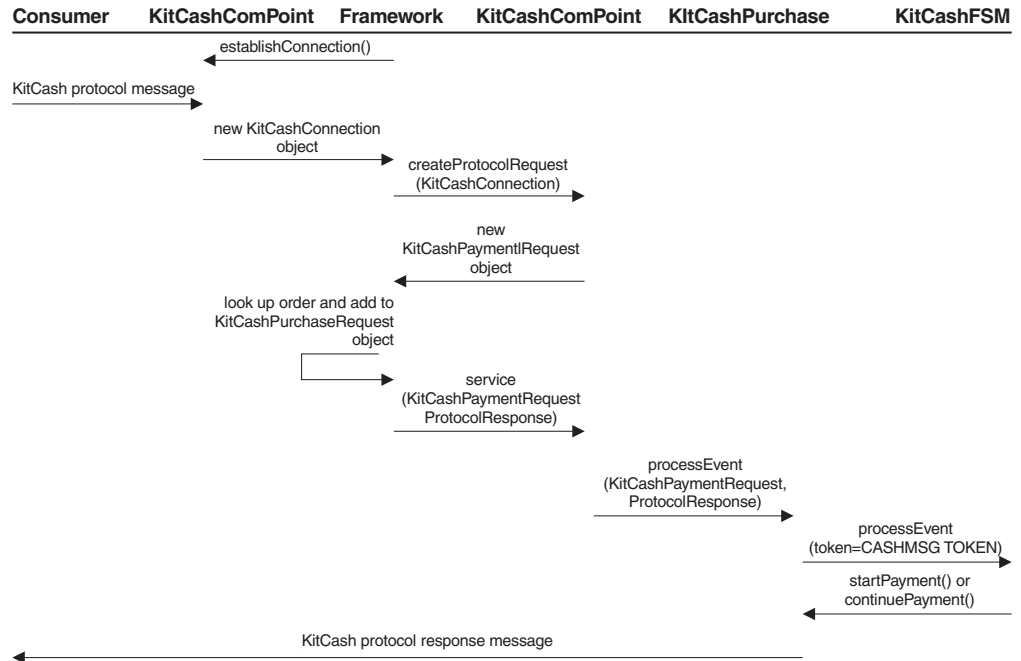 Consumer KitCashComPoint Framework KitCashComPoint KItCashPurchase KitCashFSM
establishConnection()
KitCash protocol message
new KitCashConnection
object
createProtocolRequest
(KitCashConnection)
new
KitCashPaymentlRequest
object
look up order and add to
KitCashPurchaseRequest
object
service
(KitCashPaymentRequest
ProtocolResponse)
processEvent
(KitCashPaymentRequest,
ProtocolResponse)
processEvent
(token=CASHMSG TOKEN)
startPayment() or
continuePayment()
KitCash protocol response message